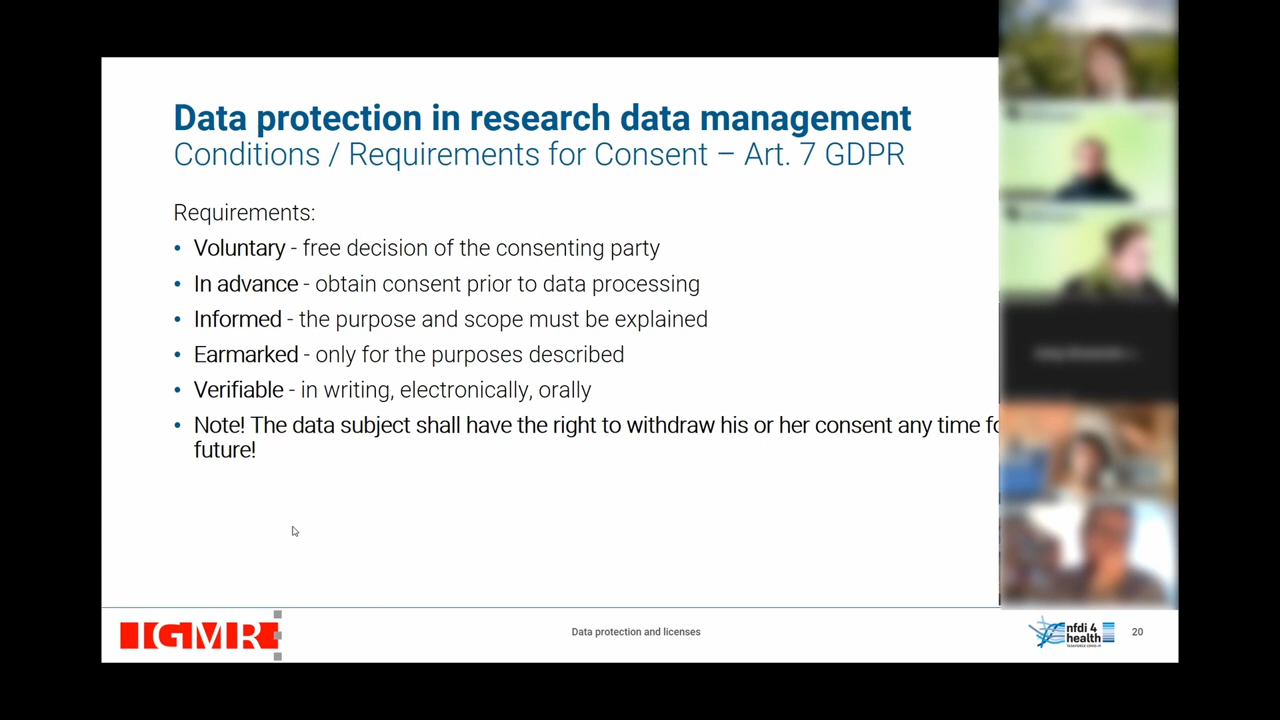 Data protection in research data management
Conditions / Requirements for Consent – Art. 7 GDPR
Requirements:
• Voluntary - free decision of the consenting party
• In advance - obtain consent prior to data processing
• Informed - the purpose and scope must be explained
• Earmarked - only for the purposes described
• Verifiable - in writing, electronically, orally
• Note! The data subject shall have the right to withdraw his or her consent any time
future!
IGMR
Data protection and licenses
nfdi 4
health
TASKFORCE COVID-19
20